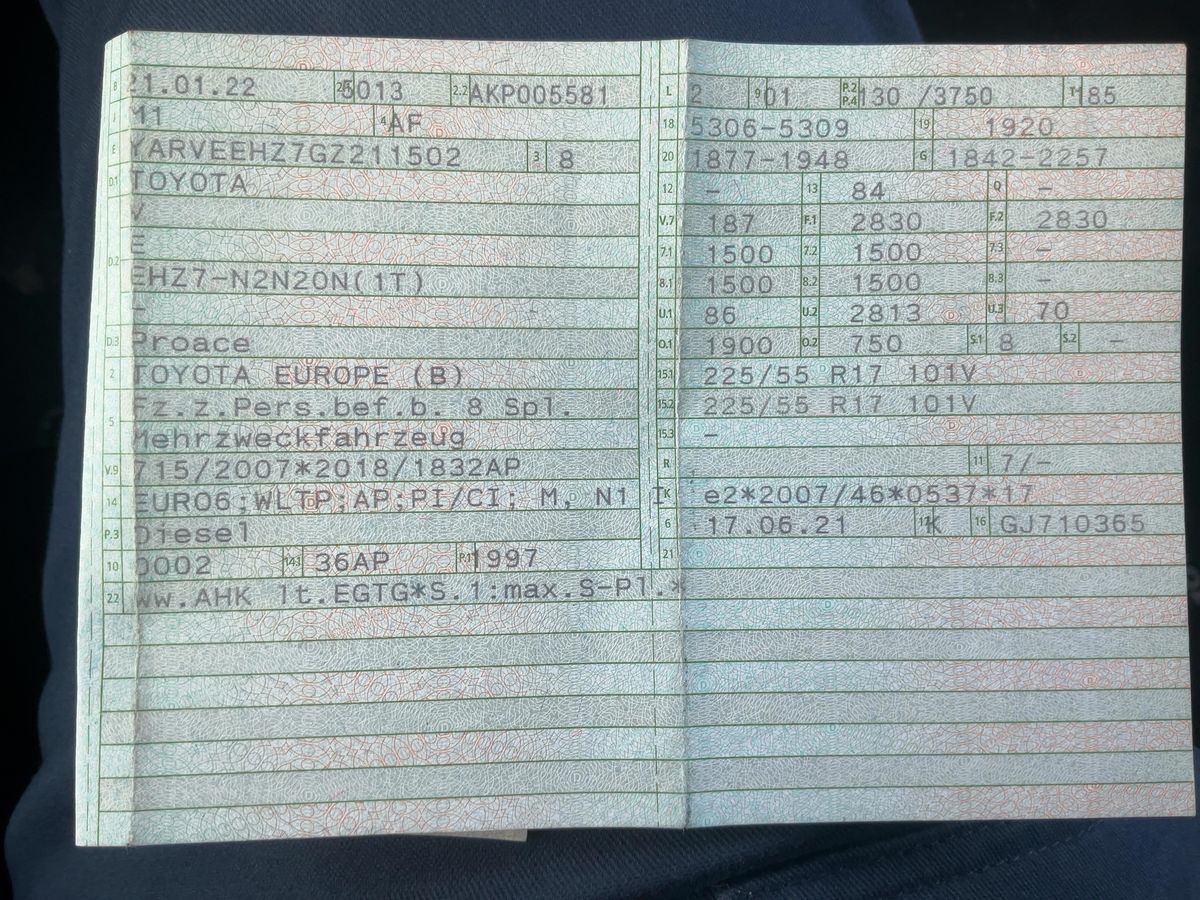 B 21.01.22 2.1 5013 2.2 AKP005581
J M1 4 AF
E YARVEEHZ7GZ211502 3 8
D.1 TOYOTA
V
D.2 E
EHZ7-N2N20N(1T)
-
D.3 Proace
2 TOYOTA EUROPE (B)
5 Fz.z.Pers.bef.b. 8 Spl.
Mehrzweckfahrzeug
V.9 715/2007*2018/1832AP
14 EURO6;WLTP;AP;PI/CI; M, N1 I
P.3 Diesel
10 0002 14.1 36AP P.1 1997
22 ww.AHK lt.EGTG*S.1:max.S-Pl.*
L 2 9 01 P.2 P.4 130 /3750 T 185
18 5306-5309 19 1920
20 1877-1948 G 1842-2257
12 - 13 84 Q -
V.7 187 F.1 2830 F.2 2830
7.1 1500 7.2 1500 7.3 -
8.1 1500 8.2 1500 8.3 -
U.1 86 U.2 2813 U.3 70
O.1 1900 O.2 750 S.1 8 S.2 -
15.1 225/55 R17 101V
15.2 225/55 R17 101V
15.3 -
R 11 7/-
K e2*2007/46*0537*17
6 17.06.21 17 K 16 GJ710365
21